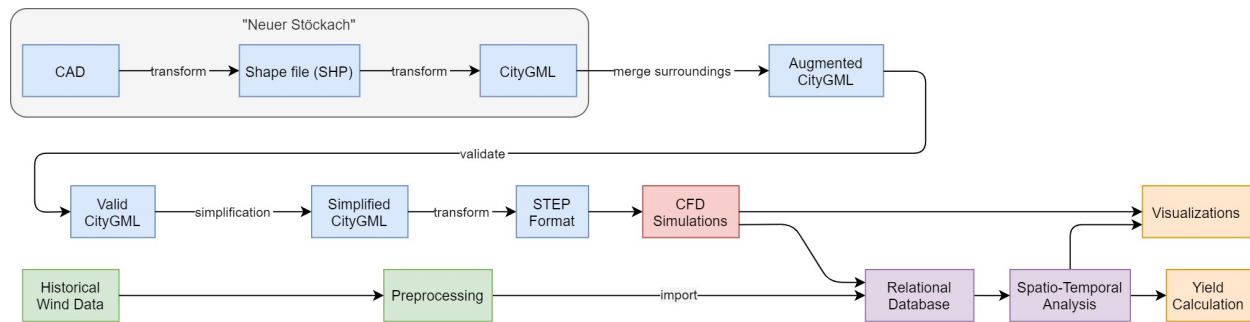 "Neuer Stöckach"
CAD
transform
Shape file (SHP)
transform
CityGML
merge surroundings
Augmented
CityGML
validate
Valid
CityGML
simplification
Simplified
CityGML
transform
STEP
Format
CFD
Simulations
Visualizations
Historical
Wind Data
Preprocessing
import
Relational
Database
Spatio-Temporal
Analysis
Yield
Calculation